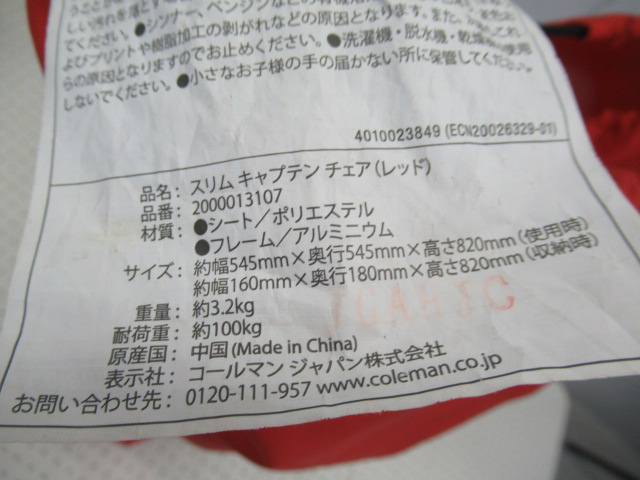 しい汚れを落とす
●シンナー、ベンジンなどの有機溶
てください。
よびプリントや樹脂加工の剥がれなどの原因となります。また、
なりますのでお止めください。●洗濯機・脱水機・乾燥機
らの原因となりますのでお止めください。
しないでください。●小さなお子様の手の届かない所に保管してください。
4010023849 (ECN20026329-01)
品名：スリム キャプテン チェア（レッド）
品番：2000013107
材質：●シート／ポリエステル
●フレーム／アルミニウム
サイズ：約幅545mm×奥行545mm×高さ820mm（使用時）
約幅160mm×奥行180mm×高さ820mm（収納時）
重量：約3.2kg
耐荷重：約100kg
原産国：中国（Made in China）
表示社：コールマン ジャパン株式会社
お問い合わせ先：0120-111-957 www.coleman.co.jp